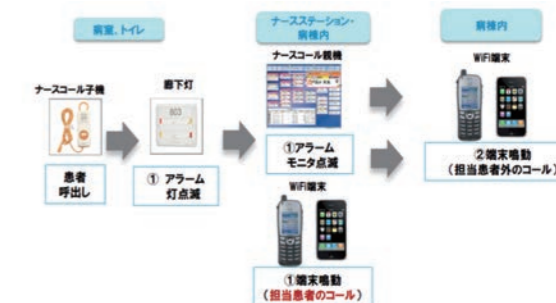 病室、トイレ
ナースステーション・
病棟内
病棟内
ナースコール子機
廊下灯
ナースコール親機
WiFi端末
803
患者
呼出し
① アラーム
灯点滅
①アラーム
モニタ点滅
②端末鳴動
(担当患者外のコール)
WiFi端末
①端末鳴動
(担当患者のコール)